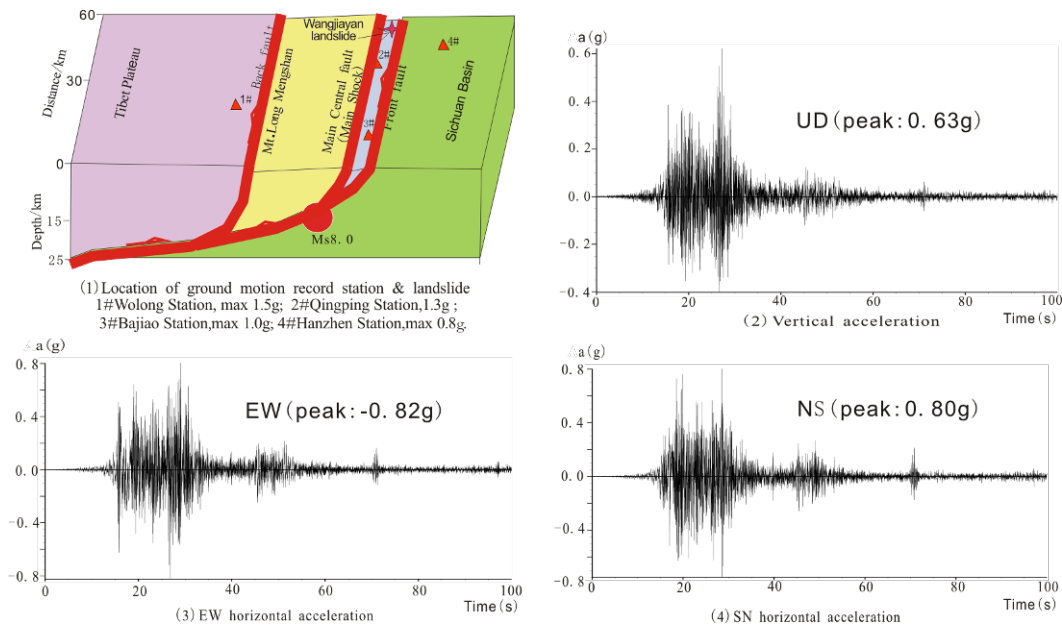 60
30
0
15
25
Distance/km
Depth/km
Tibet Plateau
1#
Back fault
Mt.Long Mengshan
Main Central fault
(Main Shock)
Wangjiayan
landslide
2#
3#
Front fault
4#
Sichuan Basin
Ms8. 0
(1)Location of ground motion record station & landslide
1#Wolong Station, max 1.5g; 2#Qingping Station,1.3g ;
3#Bajiao Station,max 1.0g; 4#Hanzhen Station,max 0.8g.
a(g)
0.6
0.4
0.2
0.0
-0.2
-0.4
UD(peak:0.63g)
0 20 40 60 80 100
(2) Vertical acceleration
Time(s)
a(g)
0.8
0.4
0.0
-0.4
-0.8
EW(peak:-0.82g)
0 20 40 60 80 100
Time(s)
(3) EW horizontal acceleration
a(g)
0.8
0.4
0.0
-0.4
-0.8
NS(peak:0.80g)
0 20 40 60 80 100
Time(s)
(4) SN horizontal acceleration